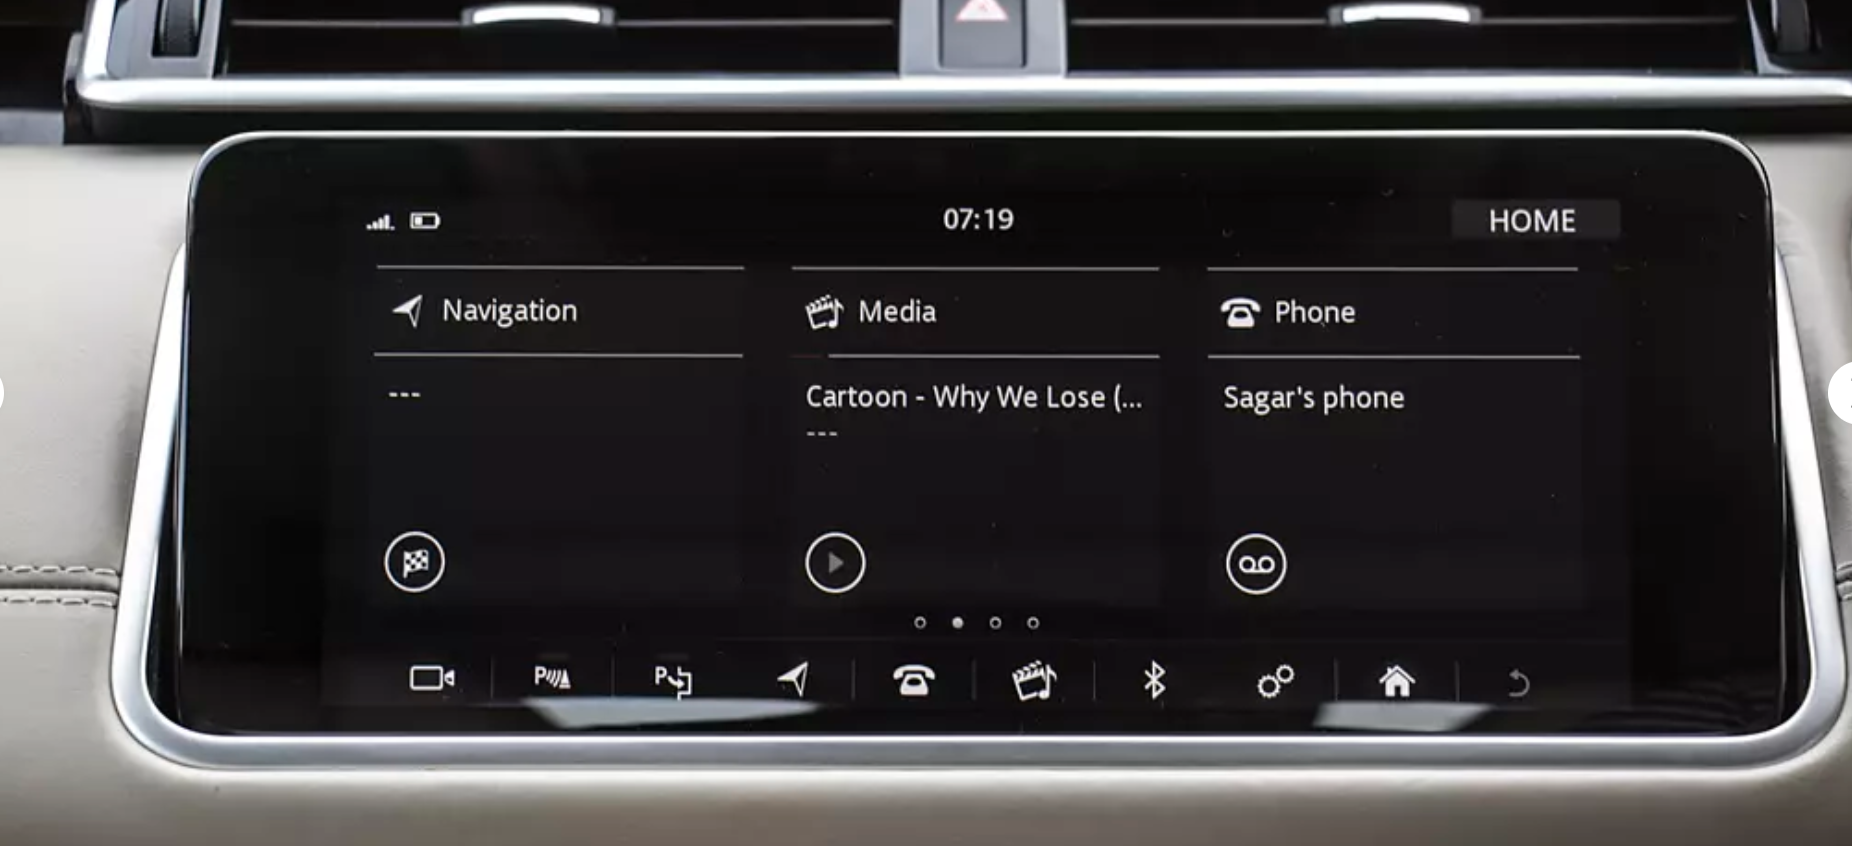 07:19
HOME
Navigation
Media
Phone
---
Cartoon - Why We Lose (...
---
Sagar's phone
P
P